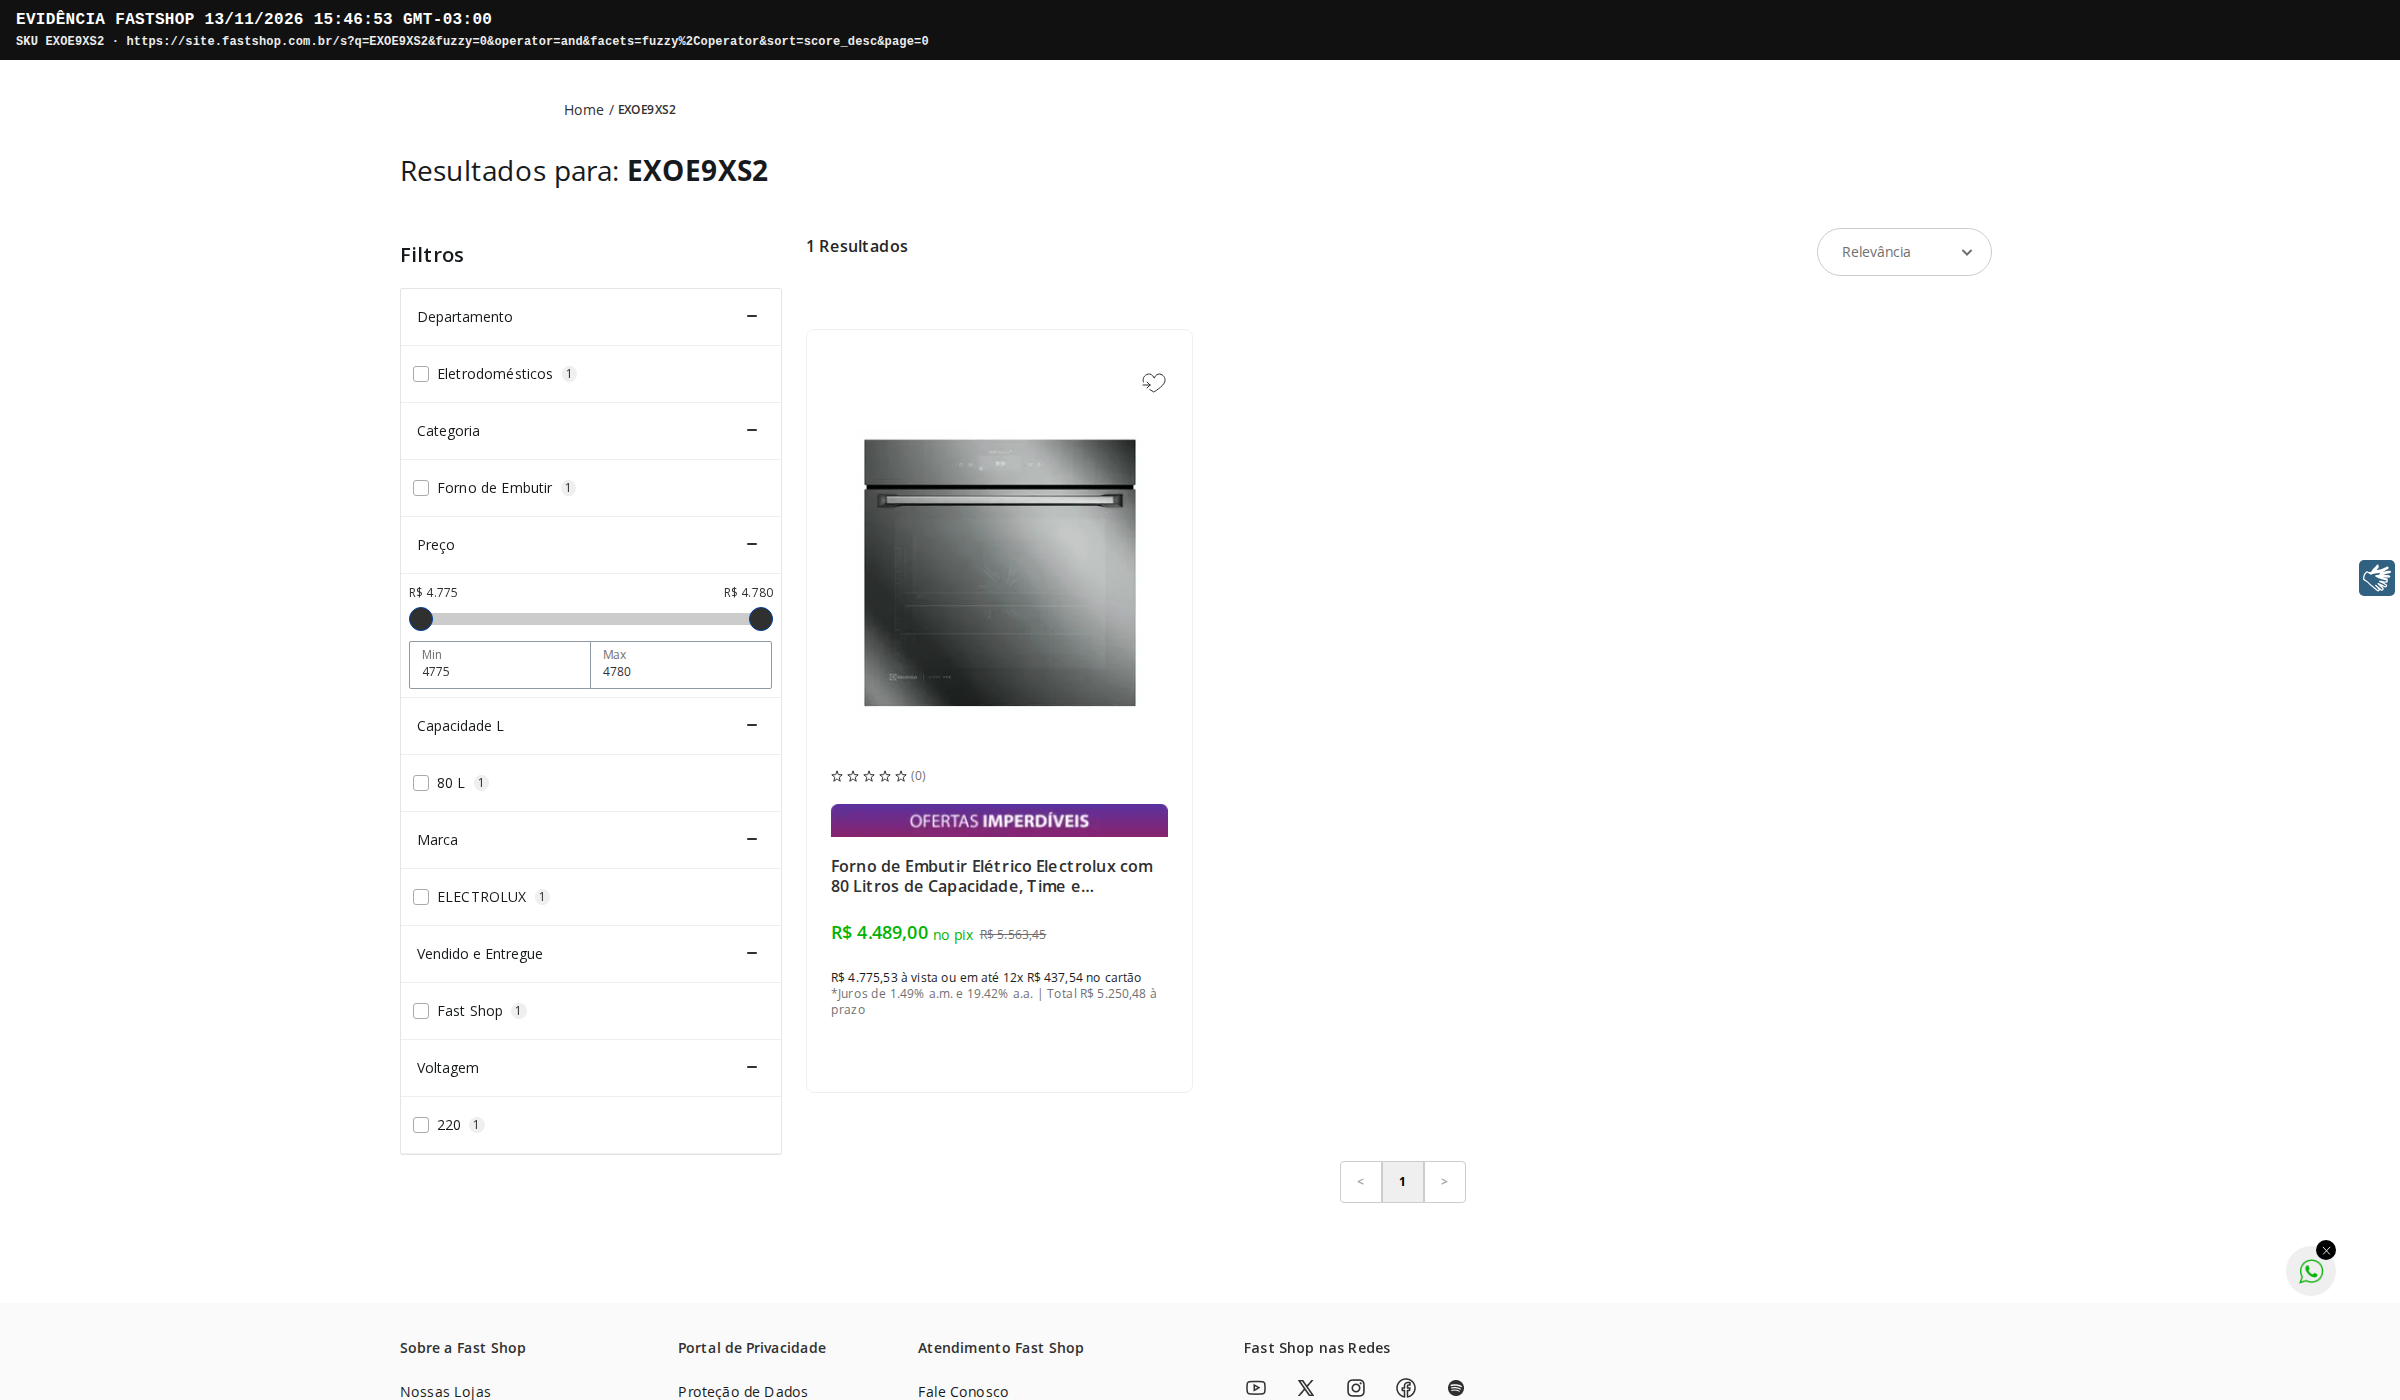 EVIDÊNCIA FASTSHOP 13/11/2026 15:46:53 GMT-03:00
SKU EXOE9XS2 · https://site.fastshop.com.br/s?q=EXOE9XS2&fuzzy=0&operator=and&facets=fuzzy%2Coperator&sort=score_desc&page=0
Home / EXOE9XS2
Resultados para: EXOE9XS2
Filtros
1 Resultados
Relevância
Departamento
Eletrodomésticos 1
Categoria
Forno de Embutir 1
Preço
R$ 4.775
R$ 4.780
Min
4775
Max
4780
Capacidade L
80 L 1
Marca
ELECTROLUX 1
Vendido e Entregue
Fast Shop 1
Voltagem
220 1
(0)
OFERTAS IMPERDÍVEIS
Forno de Embutir Elétrico Electrolux com
80 Litros de Capacidade, Time e...
R$ 4.489,00 no pix R$ 5.563,45
R$ 4.775,53 à vista ou em até 12x R$ 437,54 no cartão
*Juros de 1.49% a.m. e 19.42% a.a. | Total R$ 5.250,48 à
prazo
< 1 >
Sobre a Fast Shop
Portal de Privacidade
Atendimento Fast Shop
Fast Shop nas Redes
Nossas Lojas
Proteção de Dados
Fale Conosco